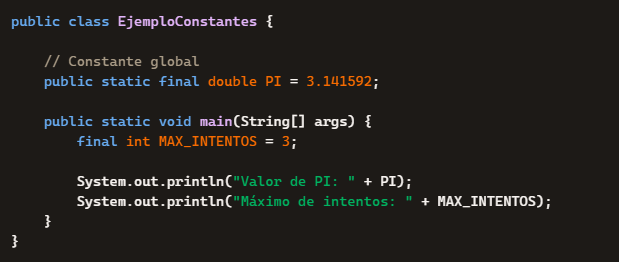 public class EjemploConstantes {
    // Constante global
    public static final double PI = 3.141592;
    public static void main(String[] args) {
        final int MAX_INTENTOS = 3;
        System.out.println("Valor de PI: " + PI);
        System.out.println("Máximo de intentos: " + MAX_INTENTOS);
    }
}